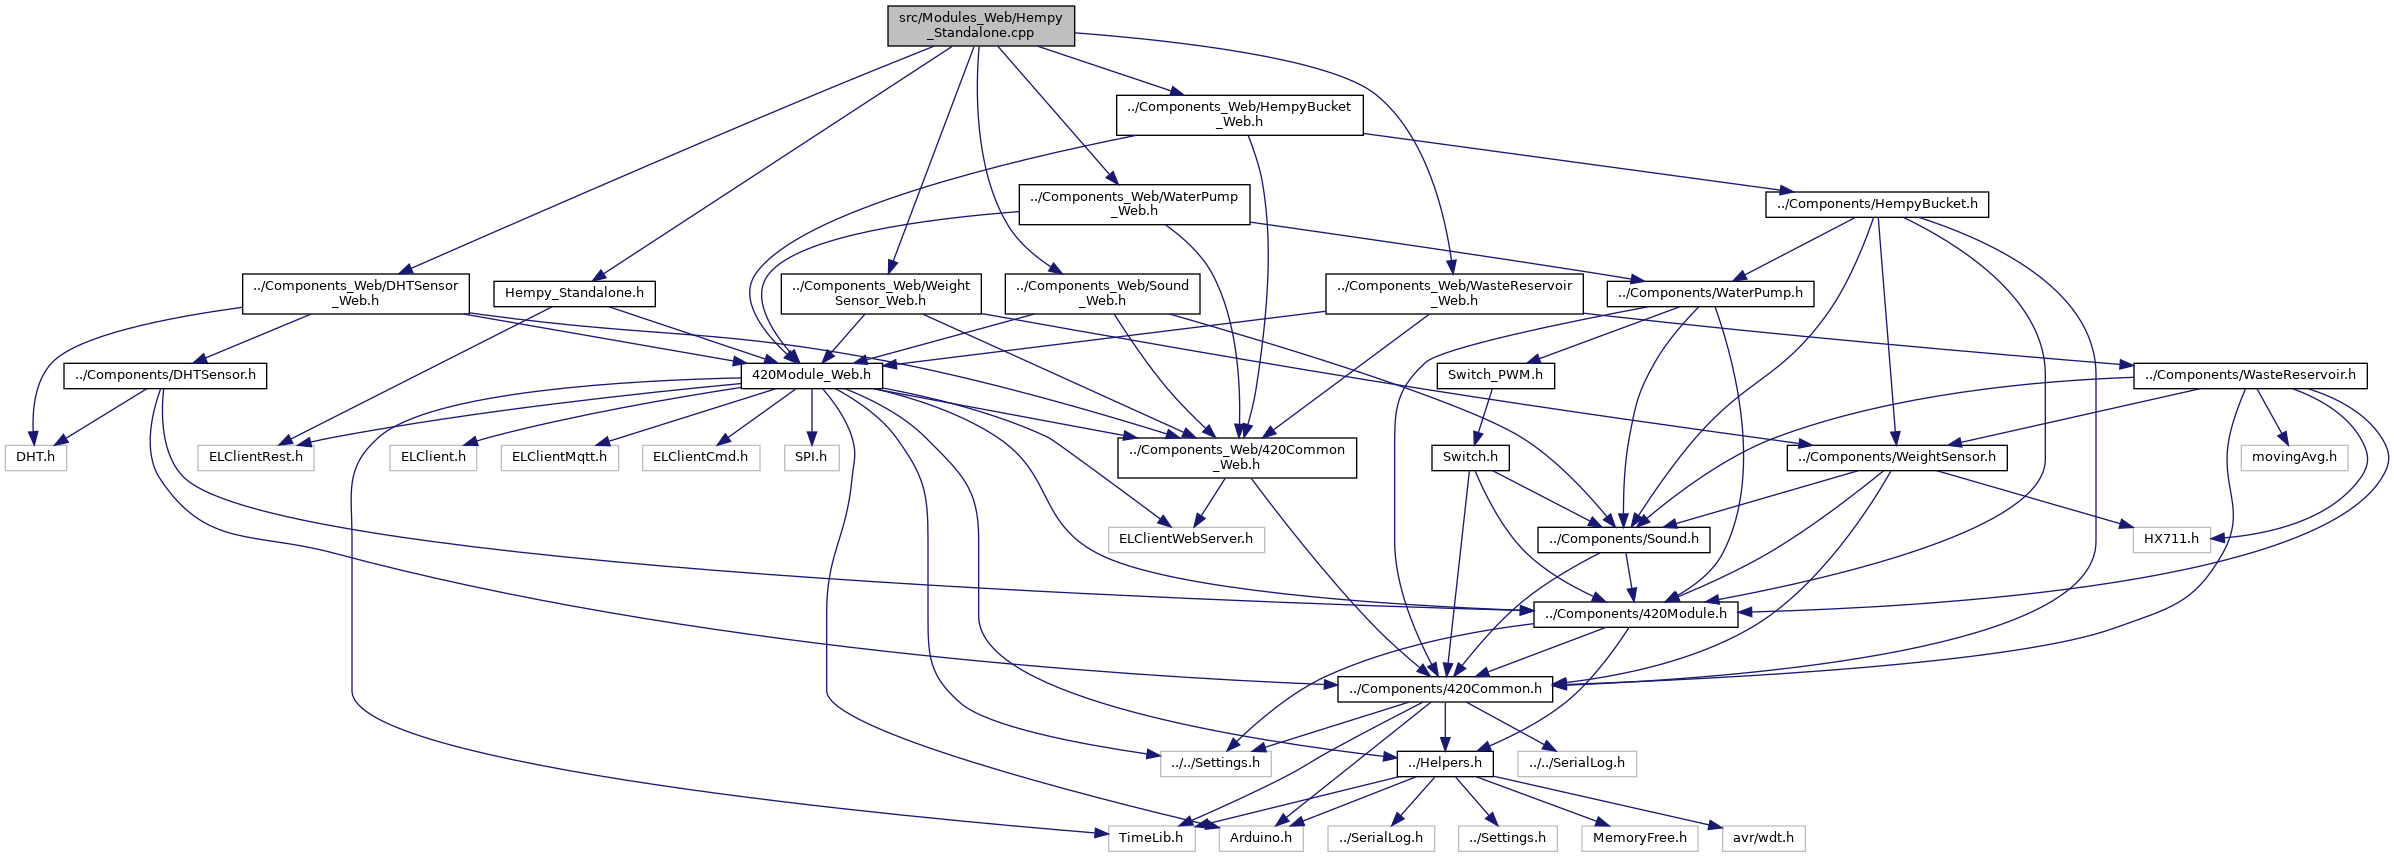 src/Modules_Web/Hempy
_Standalone.cpp
../Components_Web/HempyBucket
_Web.h
../Components_Web/WaterPump
_Web.h
../Components/HempyBucket.h
../Components_Web/DHTSensor
_Web.h
Hempy_Standalone.h
../Components_Web/Weight
Sensor_Web.h
../Components_Web/Sound
_Web.h
../Components_Web/WasteReservoir
_Web.h
../Components/WaterPump.h
../Components/DHTSensor.h
420Module_Web.h
Switch_PWM.h
../Components/WasteReservoir.h
DHT.h
ELClientRest.h
ELClient.h
ELClientMqtt.h
ELClientCmd.h
SPI.h
../Components_Web/420Common
_Web.h
Switch.h
../Components/WeightSensor.h
movingAvg.h
ELClientWebServer.h
../Components/Sound.h
HX711.h
../Components/420Module.h
../Components/420Common.h
../../Settings.h
../Helpers.h
../../SerialLog.h
TimeLib.h
Arduino.h
../SerialLog.h
../Settings.h
MemoryFree.h
avr/wdt.h